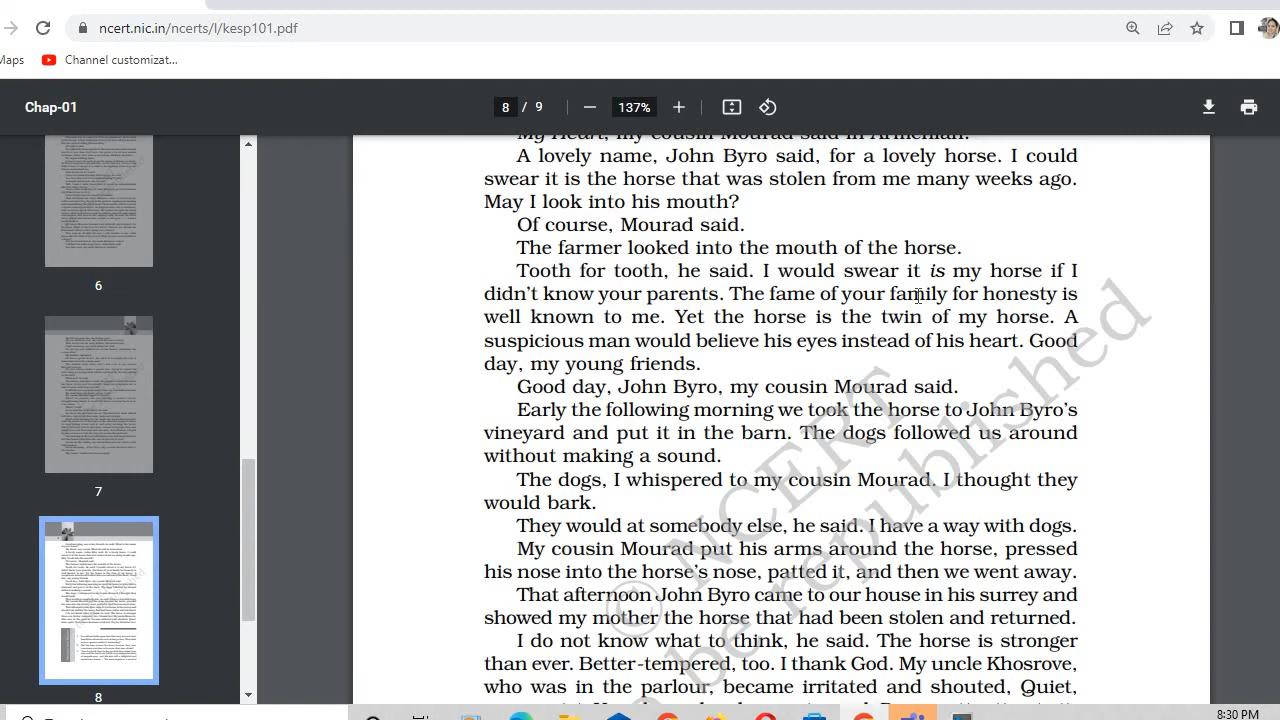 ncert.nic.in/ncerts/l/kesp101.pdf
Maps
Channel customizat...
Chap-01
8 / 9
137%
6
7
8
A lovely name, John Byro said, for a lovely horse. I could
swear it is the horse that was stolen from me many weeks ago.
May I look into his mouth?
Of course, Mourad said.
The farmer looked into the mouth of the horse.
Tooth for tooth, he said. I would swear it is my horse if I
didn't know your parents. The fame of your family for honesty is
well known to me. Yet the horse is the twin of my horse. A
suspicious man would believe his eyes instead of his heart. Good
day, my young friends.
Good day, John Byro, my cousin Mourad said.
Early the following morning we took the horse to John Byro's
vineyard and put it in the barn. The dogs followed us around
without making a sound.
The dogs, I whispered to my cousin Mourad. I thought they
would bark.
They would at somebody else, he said. I have a way with dogs.
My cousin Mourad put his arms around the horse, pressed
his nose into the horse's nose, patted it, and then we went away.
That afternoon John Byro came to our house in his surrey and
showed my mother the horse that had been stolen and returned.
I do not know what to think, he said. The horse is stronger
than ever. Better-tempered, too. I thank God. My uncle Khosrove,
who was in the parlour, became irritated and shouted, Quiet,
© NCERT
be republished
8:30 PM